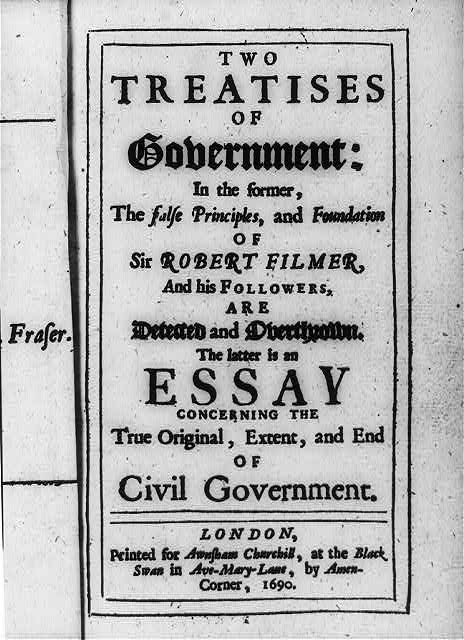 Fraſer.
TWO
TREATISES
OF
Government:
In the former,
The falſe Principles, and Foundation
OF
Sir ROBERT FILMER,
And his FOLLOWERS,
ARE
Detected and Overthrown.
The latter is an
ESSAY
CONCERNING THE
True Original, Extent, and End
OF
Civil Government.
LONDON,
Printed for Awnſham Churchill, at the Black
Swan in Ave-Mary-Lane, by Amen-
Corner, 1690.